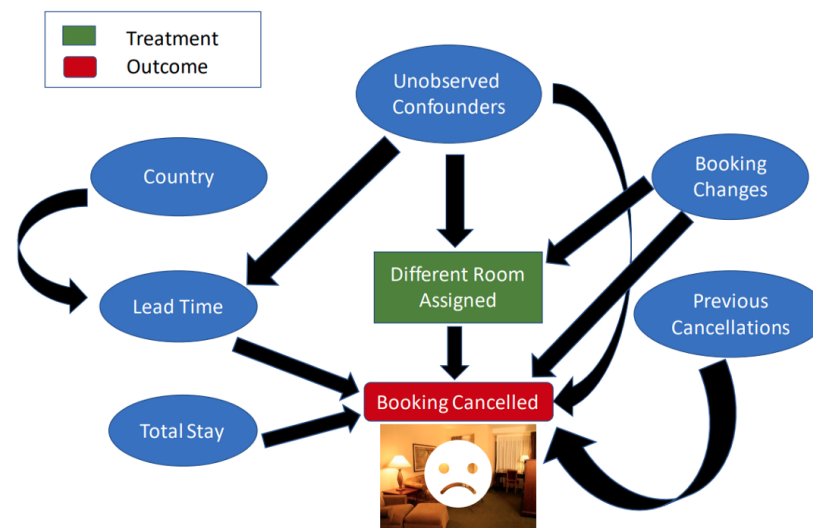 Treatment
Outcome
Unobserved
Confounders
Country
Booking
Changes
Different Room
Assigned
Lead Time
Previous
Cancellations
Booking Cancelled
Total Stay